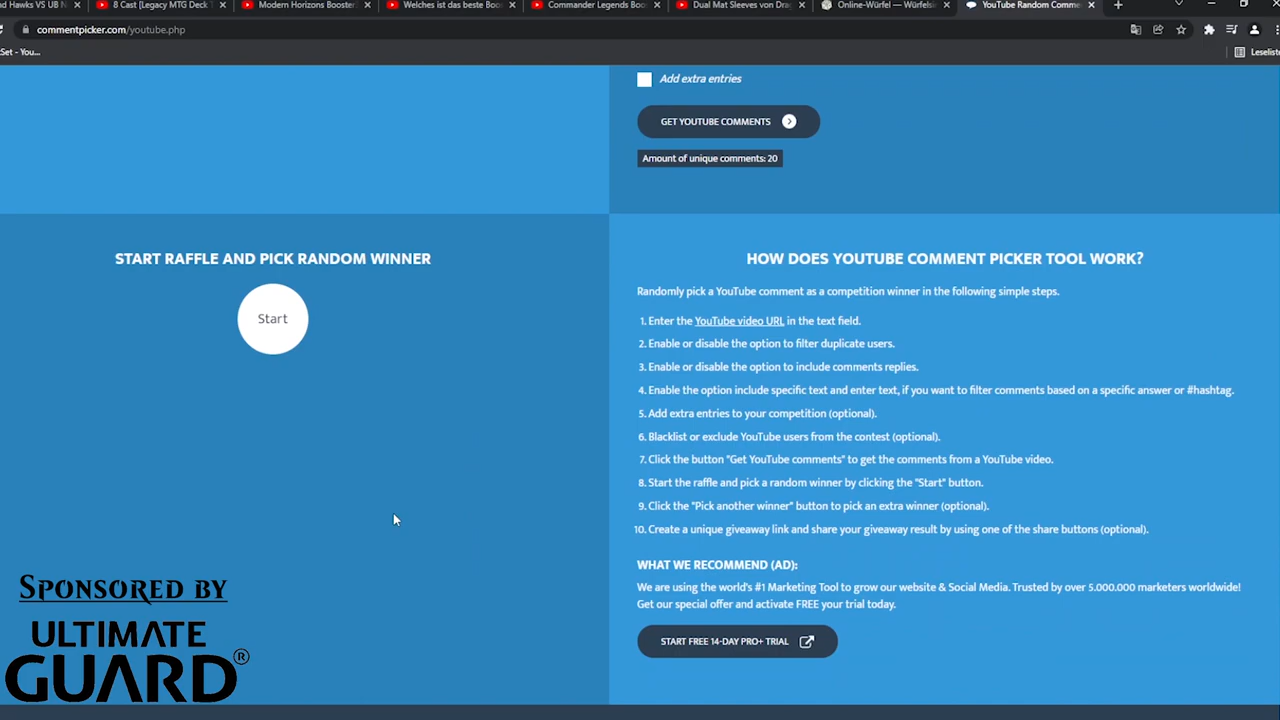 ad Hawks VS UB N
8 Cast (Legacy MTG Deck T
Modern Horizons Booster
Welches ist das beste Boos
Commander Legends Boos
Dual Mat Sleeves von Drag
Online-Würfel — Würfelsi
YouTube Random Comme
commentpicker.com/youtube.php
Set - You...
Leseliste
Add extra entries
GET YOUTUBE COMMENTS
Amount of unique comments: 20
START RAFFLE AND PICK RANDOM WINNER
Start
HOW DOES YOUTUBE COMMENT PICKER TOOL WORK?
Randomly pick a YouTube comment as a competition winner in the following simple steps.
1. Enter the YouTube video URL in the text field.
2. Enable or disable the option to filter duplicate users.
3. Enable or disable the option to include comments replies.
4. Enable the option include specific text and enter text, if you want to filter comments based on a specific answer or #hashtag.
5. Add extra entries to your competition (optional).
6. Blacklist or exclude YouTube users from the contest (optional).
7. Click the button "Get YouTube comments" to get the comments from a YouTube video.
8. Start the raffle and pick a random winner by clicking the "Start" button.
9. Click the "Pick another winner" button to pick an extra winner (optional).
10. Create a unique giveaway link and share your giveaway result by using one of the share buttons (optional).
WHAT WE RECOMMEND (AD):
We are using the world's #1 Marketing Tool to grow our website & Social Media. Trusted by over 5.000.000 marketers worldwide!
Get our special offer and activate FREE your trial today.
START FREE 14-DAY PRO+ TRIAL
SPONSORED BY
ULTIMATE
GUARD®